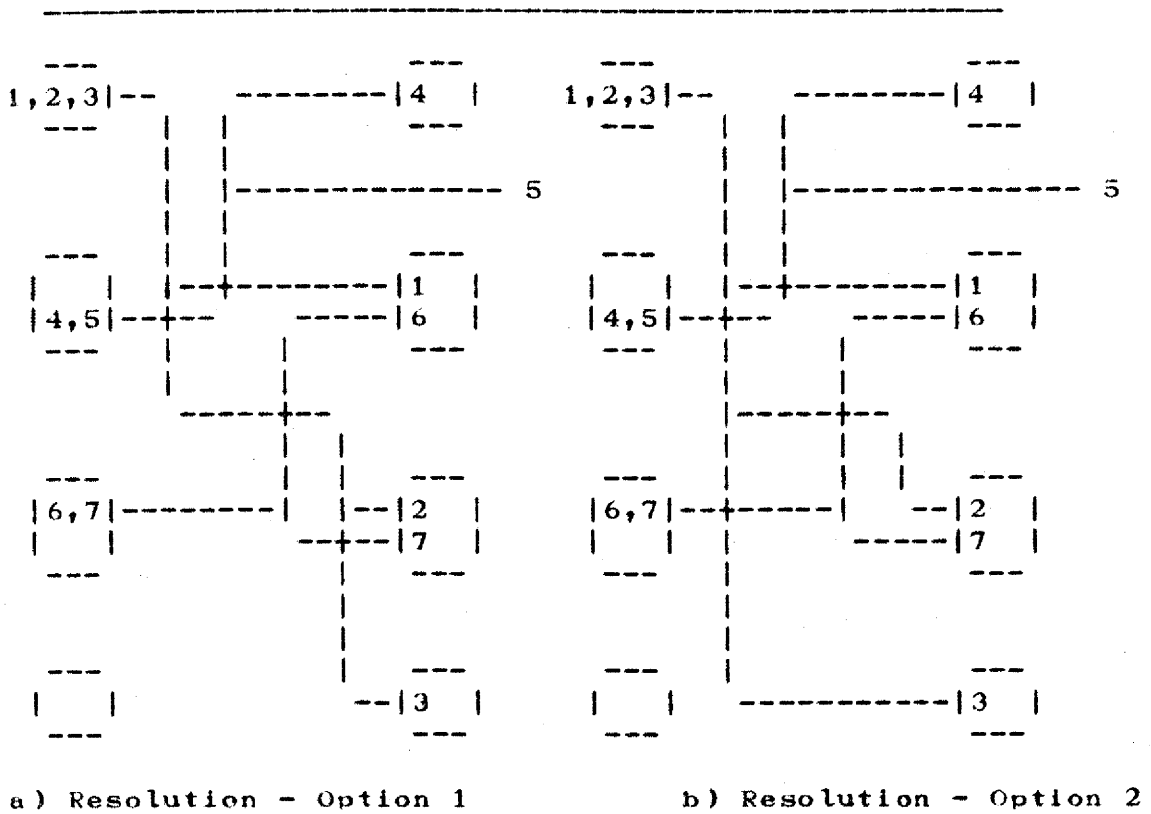 1,2,3 4 1,2,3 4
5 5
1 1
4,5 6 4,5 6
6,7 2 6,7 2
7 7
3 3
a) Resolution - Option 1 b) Resolution - Option 2